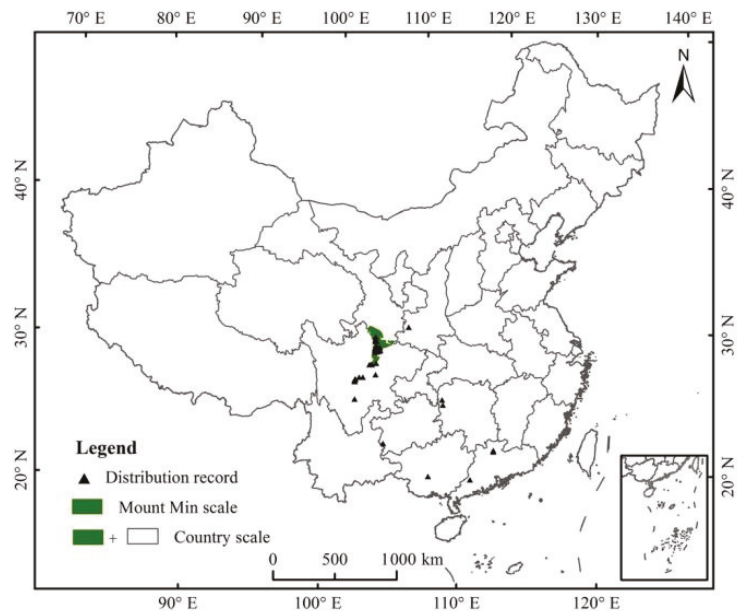 70° E 80° E 90° E 100° E 110° E 120° E 130° E 140° E
N
40° N 40° N
30° N 30° N
20° N 20° N
Legend
Distribution record
Mount Min scale
+ Country scale
0 500 1000 km
90° E 100° E 110° E 120° E